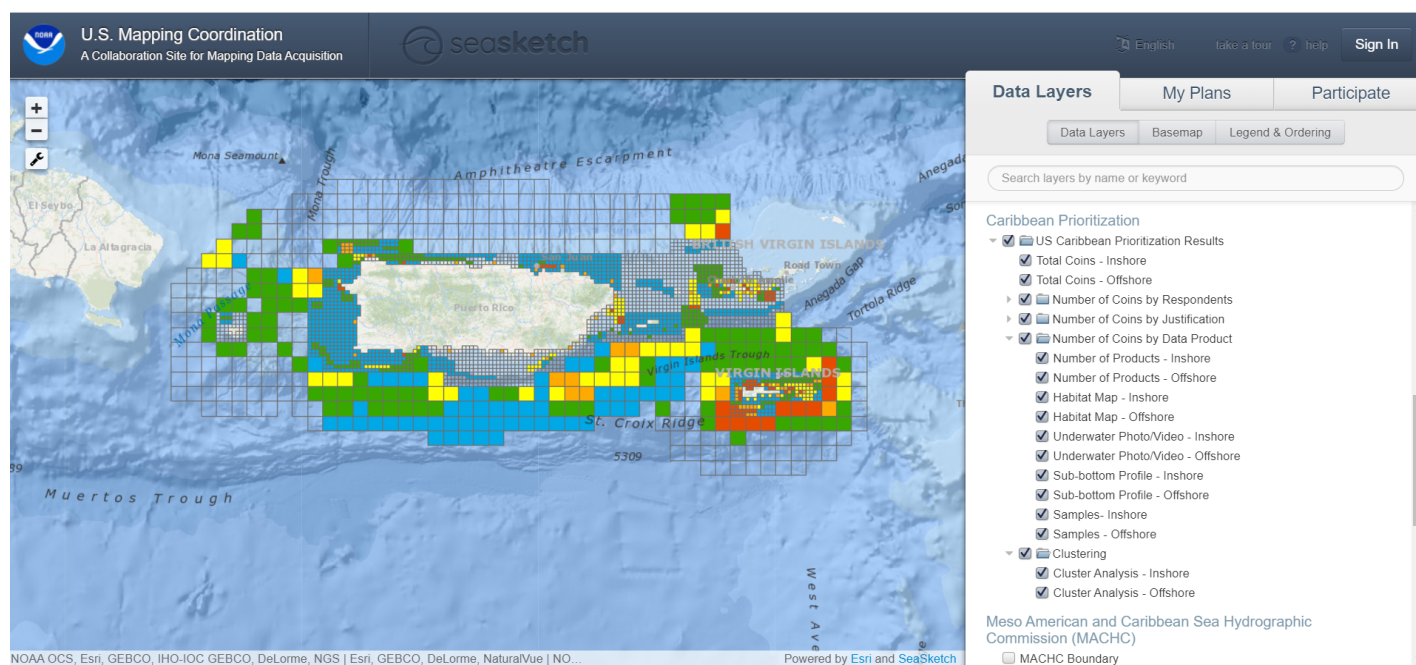 NOAA
U.S. Mapping Coordination
A Collaboration Site for Mapping Data Acquisition
seasketch
English
take a tour
? help
Sign In
Data Layers
My Plans
Participate
Data Layers
Basemap
Legend & Ordering
Search layers by name or keyword
Caribbean Prioritization
US Caribbean Prioritization Results
Total Coins - Inshore
Total Coins - Offshore
Number of Coins by Respondents
Number of Coins by Justification
Number of Coins by Data Product
Number of Products - Inshore
Number of Products - Offshore
Habitat Map - Inshore
Habitat Map - Offshore
Underwater Photo/Video - Inshore
Underwater Photo/Video - Offshore
Sub-bottom Profile - Inshore
Sub-bottom Profile - Offshore
Samples- Inshore
Samples - Offshore
Clustering
Cluster Analysis - Inshore
Cluster Analysis - Offshore
Meso American and Caribbean Sea Hydrographic
Commission (MACHC)
MACHC Boundary
+
−
Mona Seamount
Mona Trough
Amphitheatre Escarpment
Anegada
El Seybo
La Altagracia
BRITISH VIRGIN ISLANDS
San Juan
Road Town
Anegada Gap
Tortola Ridge
Puerto Rico
Mona Passage
Virgin Islands Trough
VIRGIN ISLANDS
St. Croix Ridge
5309
Muertos Trough
West Ave
NOAA OCS, Esri, GEBCO, IHO-IOC GEBCO, DeLorme, NGS | Esri, GEBCO, DeLorme, NaturalVue | NO...
Powered by Esri and SeaSketch